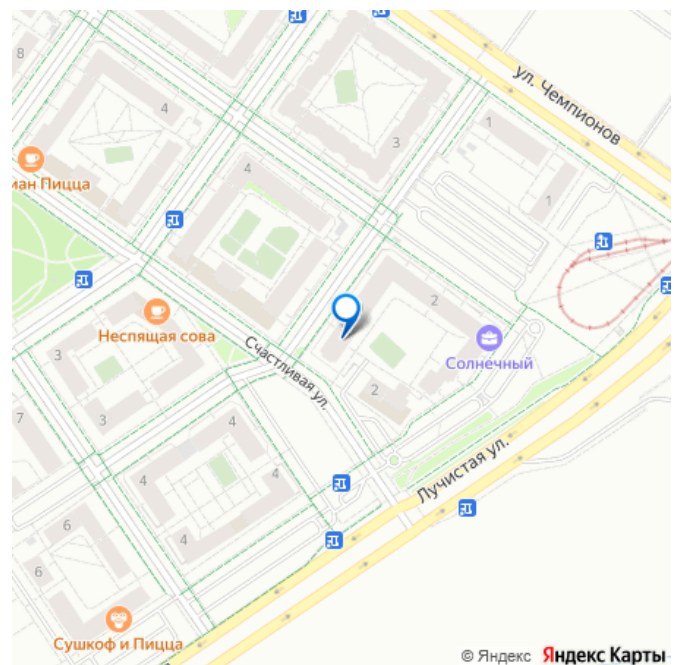 8
4
ул. Чемпионов
3
1
4
ман Пицца
1
2
Неспящая сова
3
Счастливая ул.
Солнечный
2
3
7
4
4
Лучистая ул.
4
4
6
6
Сушкоф и Пицца
© Яндекс Яндекс Карты